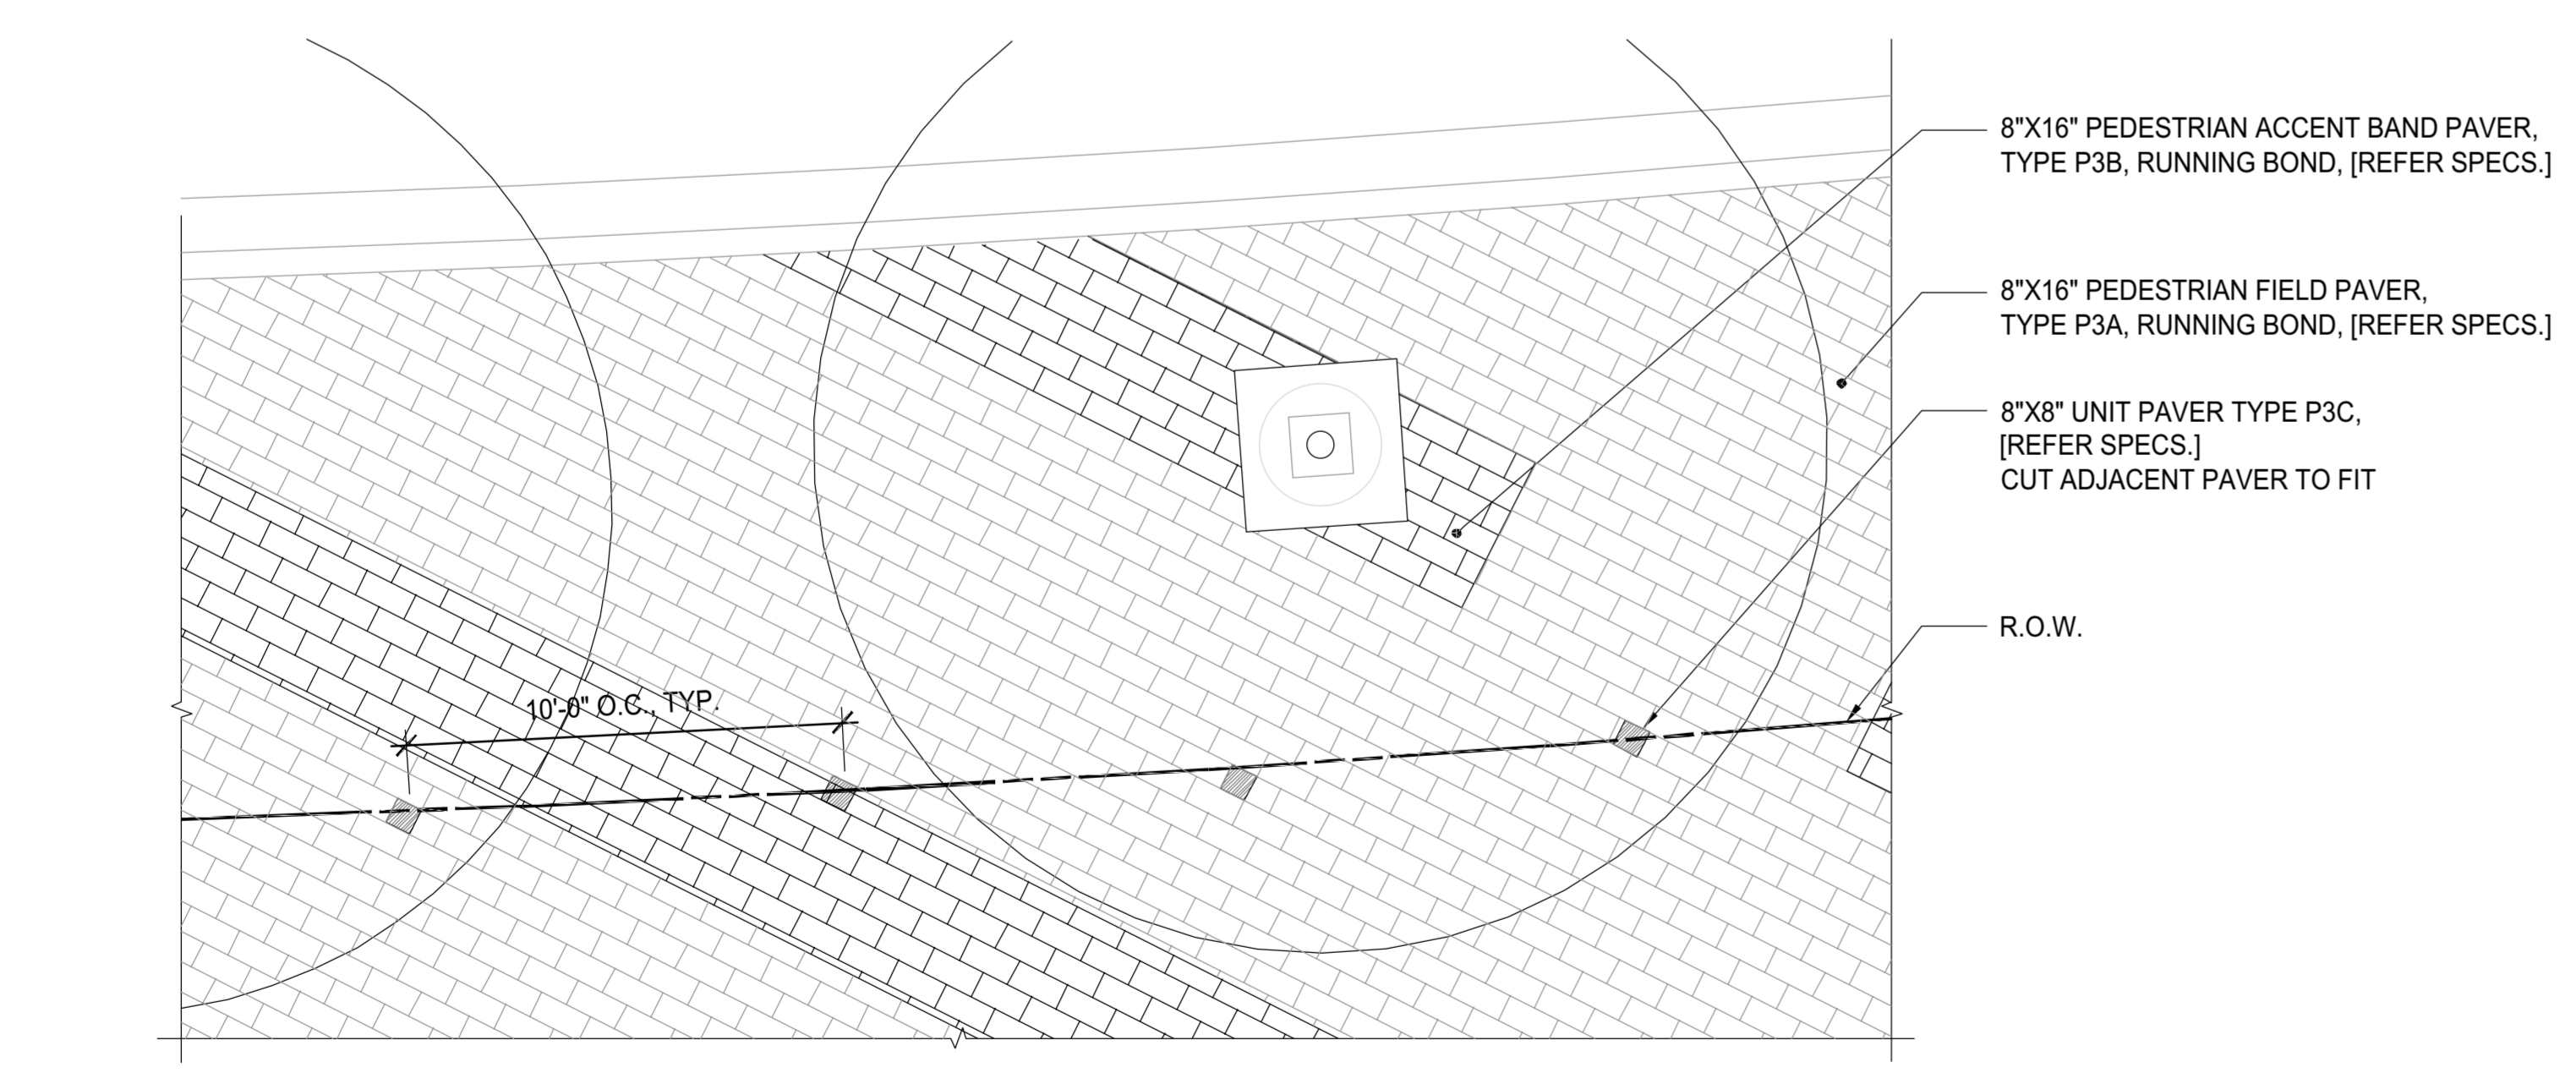 8"X16" PEDESTRIAN ACCENT BAND PAVER,
TYPE P3B, RUNNING BOND, [REFER SPECS.]
8"X16" PEDESTRIAN FIELD PAVER,
TYPE P3A, RUNNING BOND, [REFER SPECS.]
8"X8" UNIT PAVER TYPE P3C,
[REFER SPECS.]
CUT ADJACENT PAVER TO FIT
R.O.W.
10'-0" O.C., TYP.